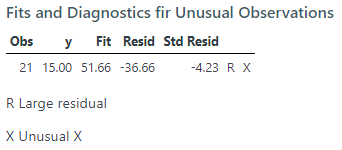 Fits and Diagnostics fir Unusual Observations
Obs y Fit Resid Std Resid
21 15.00 51.66 -36.66 -4.23 R X
R Large residual
X Unusual X